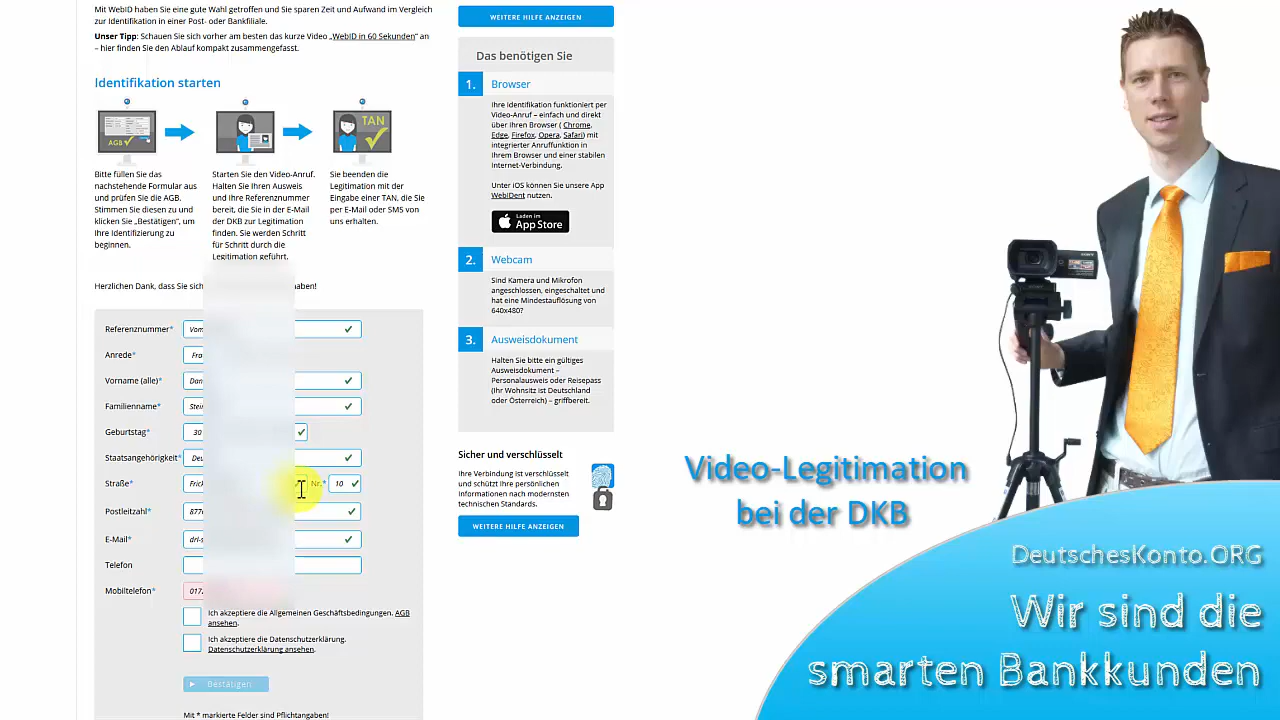 Mit WebID haben Sie eine gute Wahl getroffen und Sie sparen Zeit und Aufwand im Vergleich
zur Identifikation in einer Post- oder Bankfiliale.
Unser Tipp: Schauen Sie sich vorher am besten das kurze Video „WebID in 60 Sekunden" an
– hier finden Sie den Ablauf kompakt zusammengefasst.
Identifikation starten
AGB
TAN
Bitte füllen Sie das
nachstehende Formular aus
und prüfen Sie die AGB.
Stimmen Sie diesen zu und
klicken Sie „Bestätigen", um
Ihre Identifizierung zu
beginnen.
Starten Sie den Video-Anruf.
Halten Sie Ihren Ausweis
und Ihre Referenznummer
bereit, die Sie in der E-Mail
der DKB zur Legitimation
finden. Sie werden Schritt
für Schritt durch die
Legitimation geführt.
Sie beenden die
Legitimation mit der
Eingabe einer TAN, die Sie
per E-Mail oder SMS von
uns erhalten.
Herzlichen Dank, dass Sie sich haben!
Referenznummer*
Anrede*
Vorname (alle)*
Familienname*
Geburtstag* 30
Staatsangehörigkeit*
Straße* Nr.* 10
Postleitzahl*
E-Mail*
Telefon
Mobiltelefon*
Ich akzeptiere die Allgemeinen Geschäftsbedingungen. AGB
ansehen.
Ich akzeptiere die Datenschutzerklärung.
Datenschutzerklärung ansehen.
Bestätigen
Mit * markierte Felder sind Pflichtangaben!
WEITERE HILFE ANZEIGEN
Das benötigen Sie
1. Browser
Ihre Identifikation funktioniert per
Video-Anruf – einfach und direkt
über Ihren Browser ( Chrome,
Edge, Firefox, Opera, Safari) mit
integrierter Anruffunktion in
Ihrem Browser und einer stabilen
Internet-Verbindung.
Unter iOS können Sie unsere App
WebIDent nutzen.
Laden im
App Store
2. Webcam
Sind Kamera und Mikrofon
angeschlossen, eingeschaltet und
hat eine Mindestauflösung von
640x480?
3. Ausweisdokument
Halten Sie bitte ein gültiges
Ausweisdokument –
Personalausweis oder Reisepass
(Ihr Wohnsitz ist Deutschland
oder Österreich) – griffbereit.
Sicher und verschlüsselt
Ihre Verbindung ist verschlüsselt
und schützt Ihre persönlichen
Informationen nach modernsten
technischen Standards.
WEITERE HILFE ANZEIGEN
SONY
Video-Legitimation
bei der DKB
DeutschesKonto.ORG
Wir sind die
smarten Bankkunden